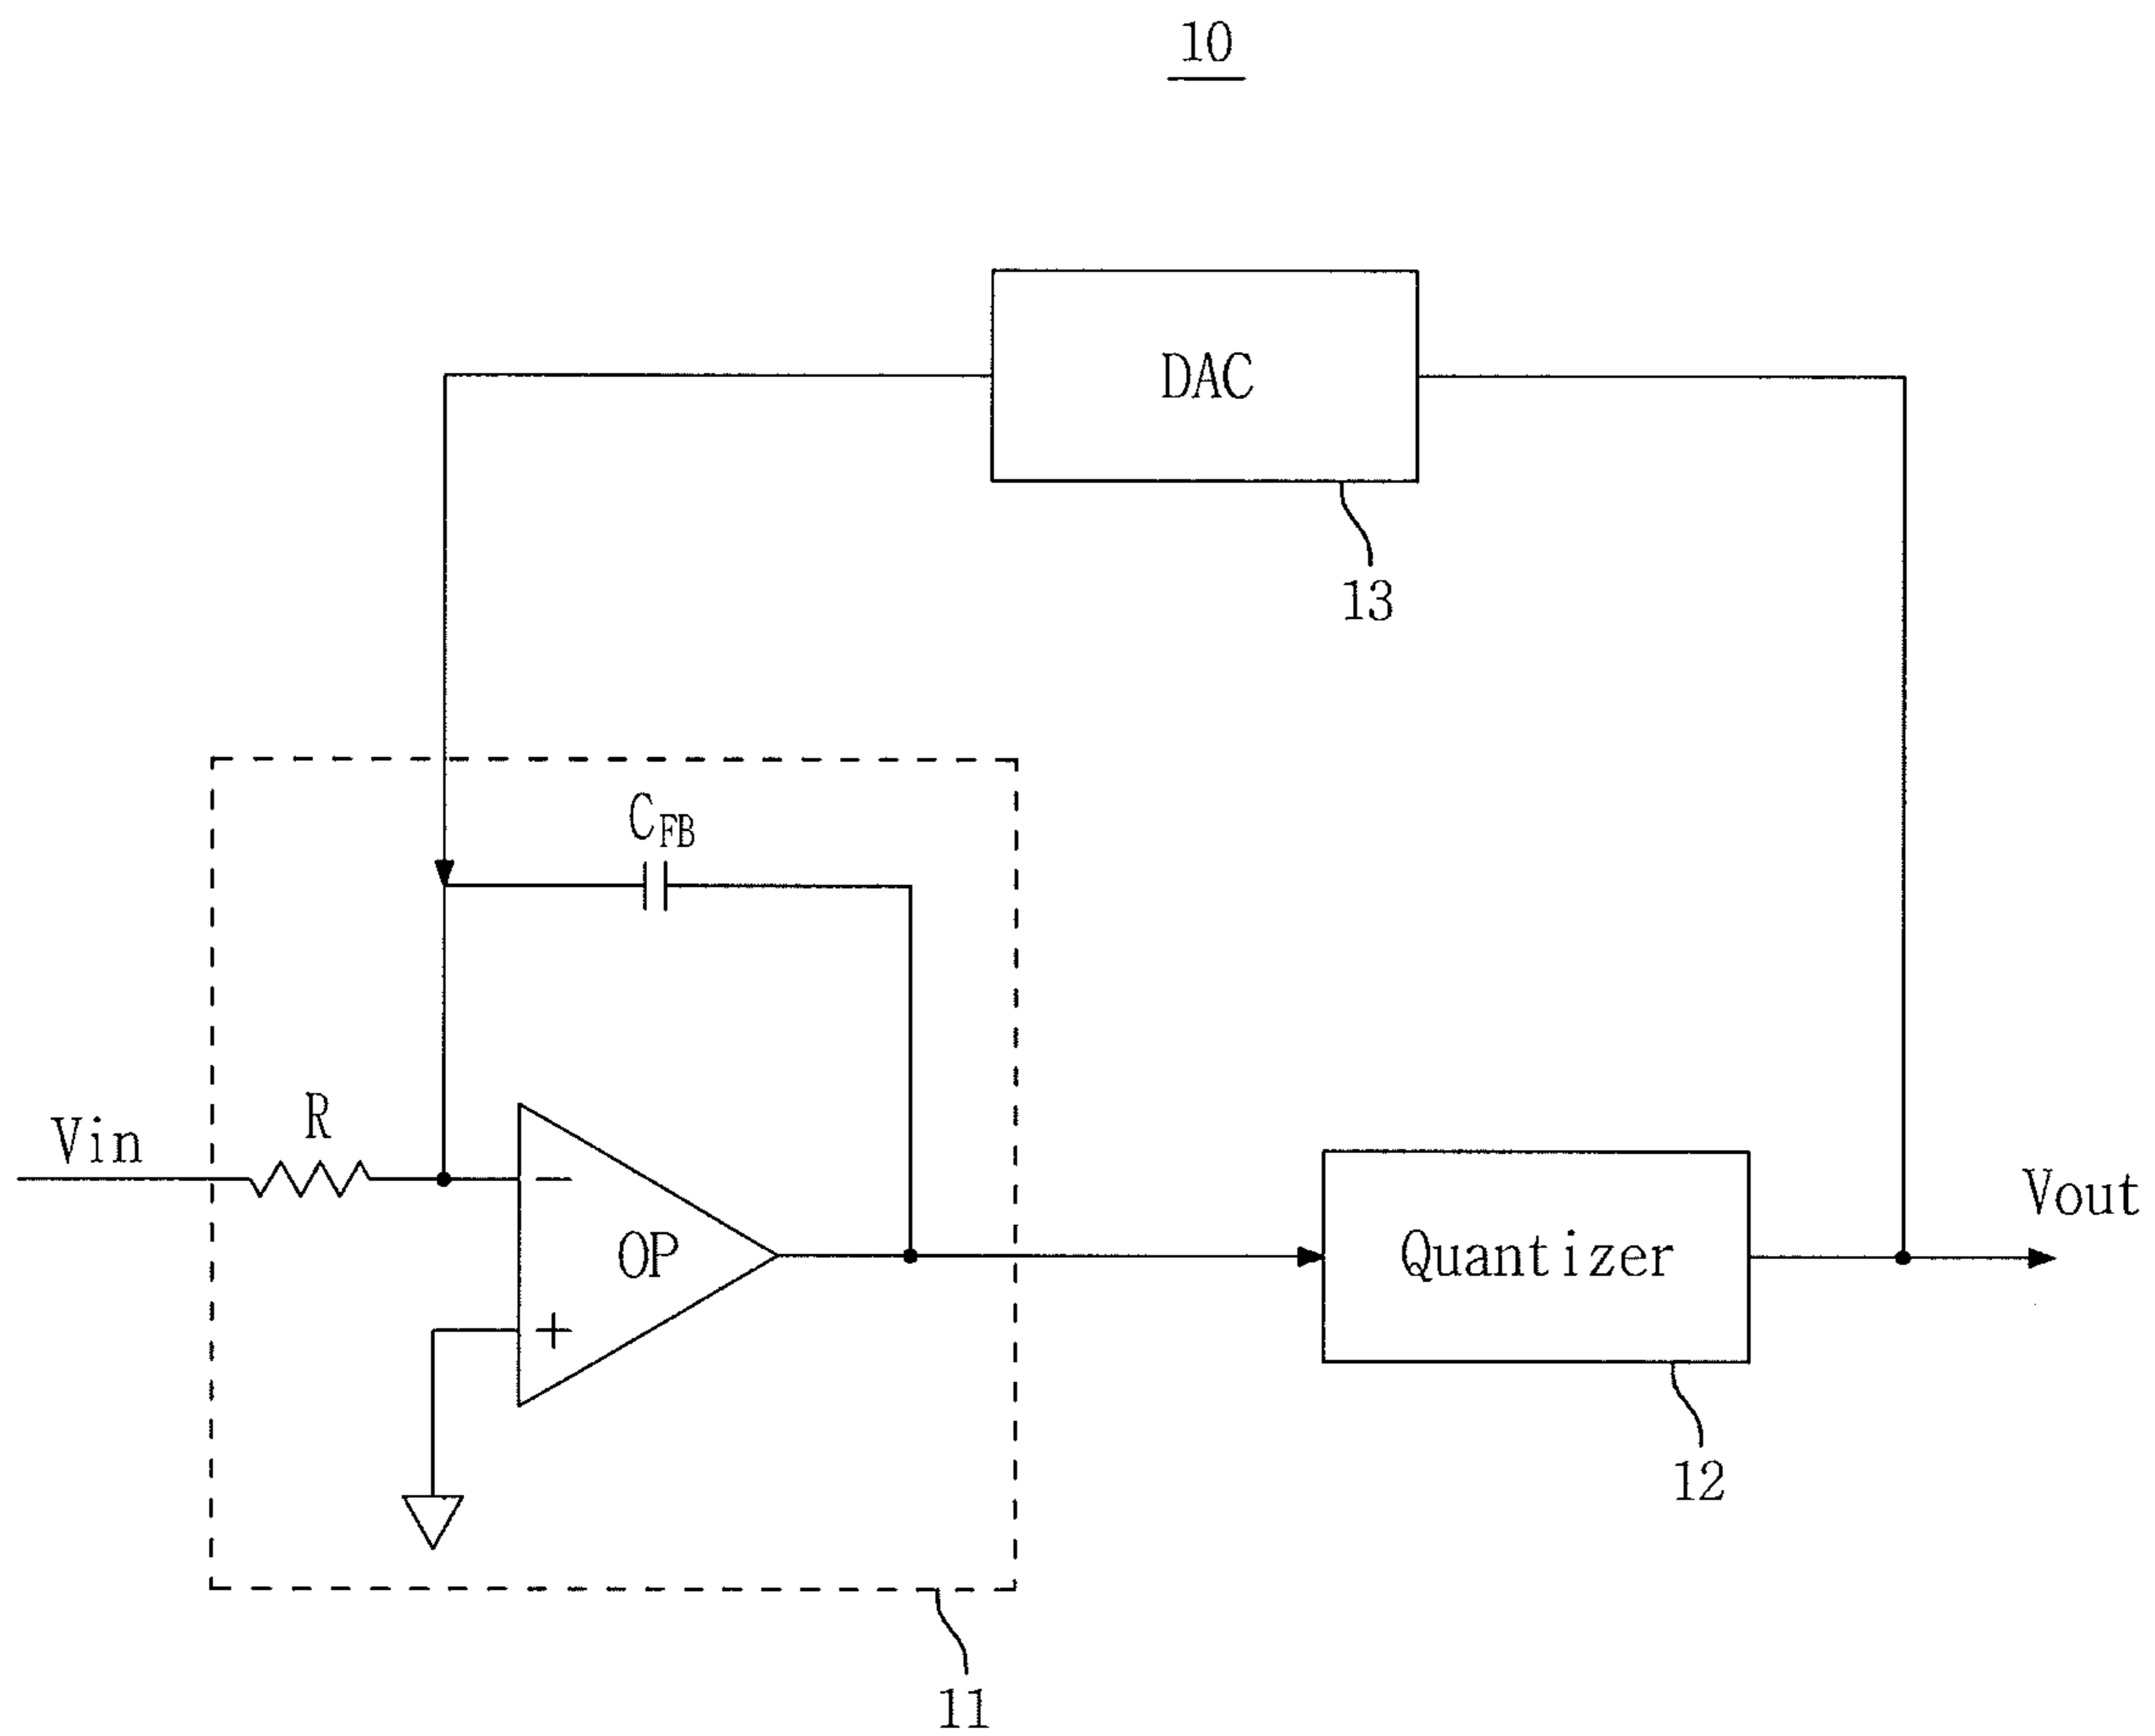 10
DAC
13
C_FB
R
Vin
−
OP
+
Quantizer
Vout
12
11